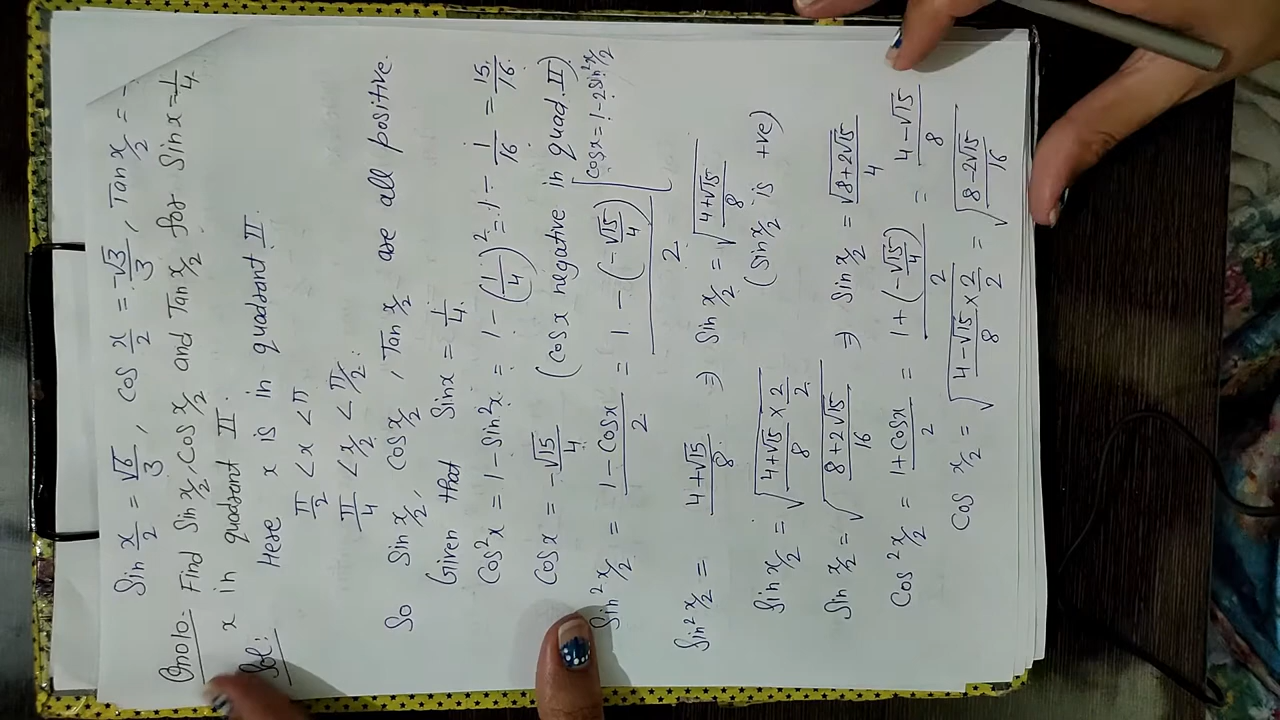 Sin x/2 = √6/3, Cos x/2 = -√3/3, Tan x/2 = -
Qno10:- Find Sin x/2, Cos x/2 and Tan x/2 for Sin x = 1/4.
x in quadrant II.
Sol: Here x is in quadrant II.
π/2 < x < π
π/4 < x/2 < π/2.
So Sin x/2, Cos x/2, Tan x/2 are all positive.
Given that Sin x = 1/4.
Cos²x = 1 - Sin²x = 1 - (1/4)² = 1 - 1/16 = 15/16.
Cos x = -√15/4 (Cos x negative in quad. II)
Sin² x/2 = (1 - Cos x)/2 = (1 - (-√15/4))/2 [Cos x = 1 - 2 Sin² x/2
Sin² x/2 = (4+√15)/8 ⇒ Sin x/2 = √((4+√15)/8)
Sin x/2 = √((4+√15)/8 × 2/2) (Sin x/2 is +ve)
Sin x/2 = √((8+2√15)/16) ⇒ Sin x/2 = √(8+2√15)/4
Cos² x/2 = (1+Cos x)/2 = (1+(-√15/4))/2 = (4-√15)/8
Cos x/2 = √((4-√15)/8 × 2/2) = √((8-2√15)/16)